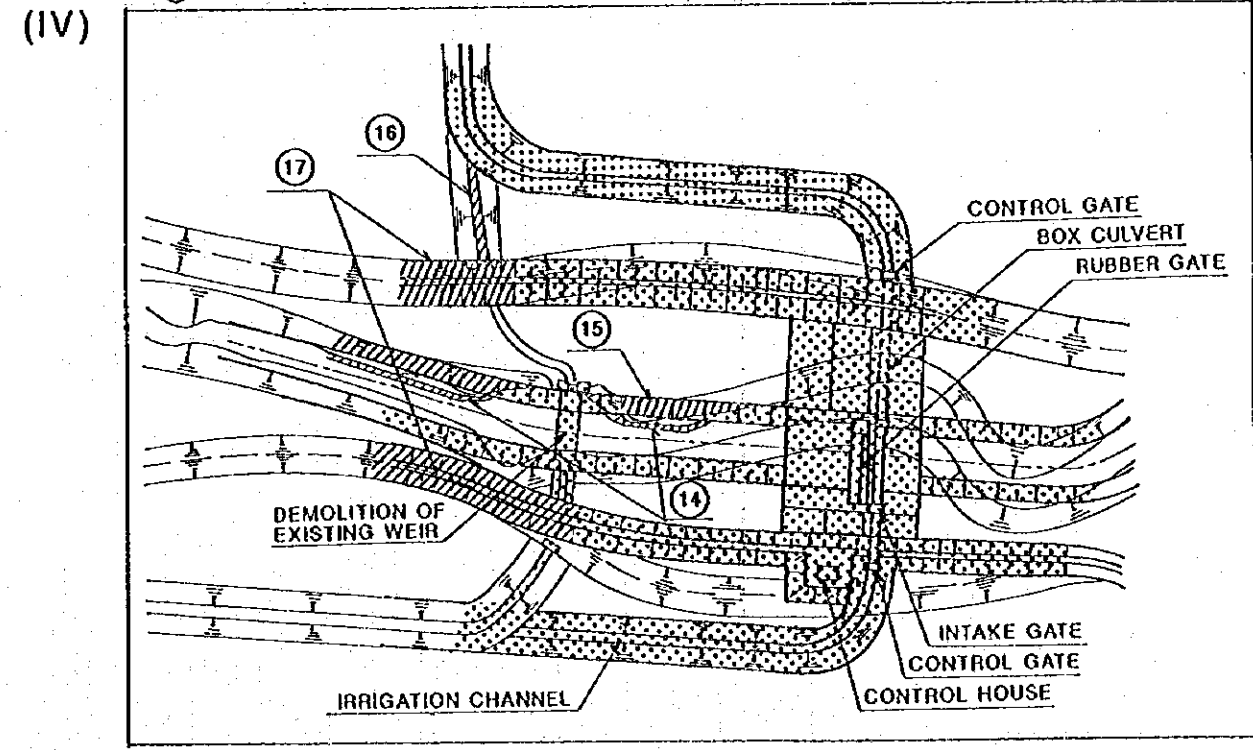 (IV)
16
17
CONTROL GATE
BOX CULVERT
RUBBER GATE
15
14
DEMOLITION OF
EXISTING WEIR
INTAKE GATE
CONTROL GATE
CONTROL HOUSE
IRRIGATION CHANNEL